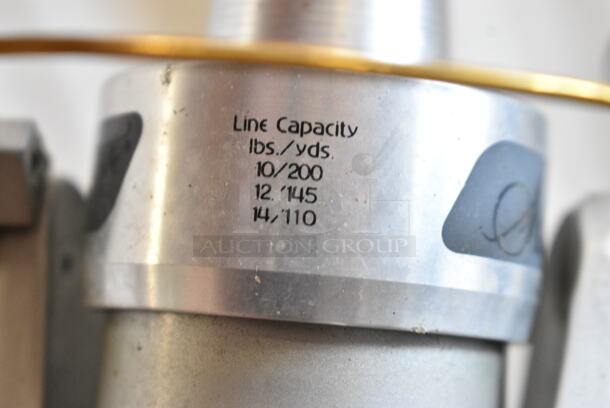 Line Capacity
lbs./yds.
10/200
12/145
14/110
AUCTION GROUP